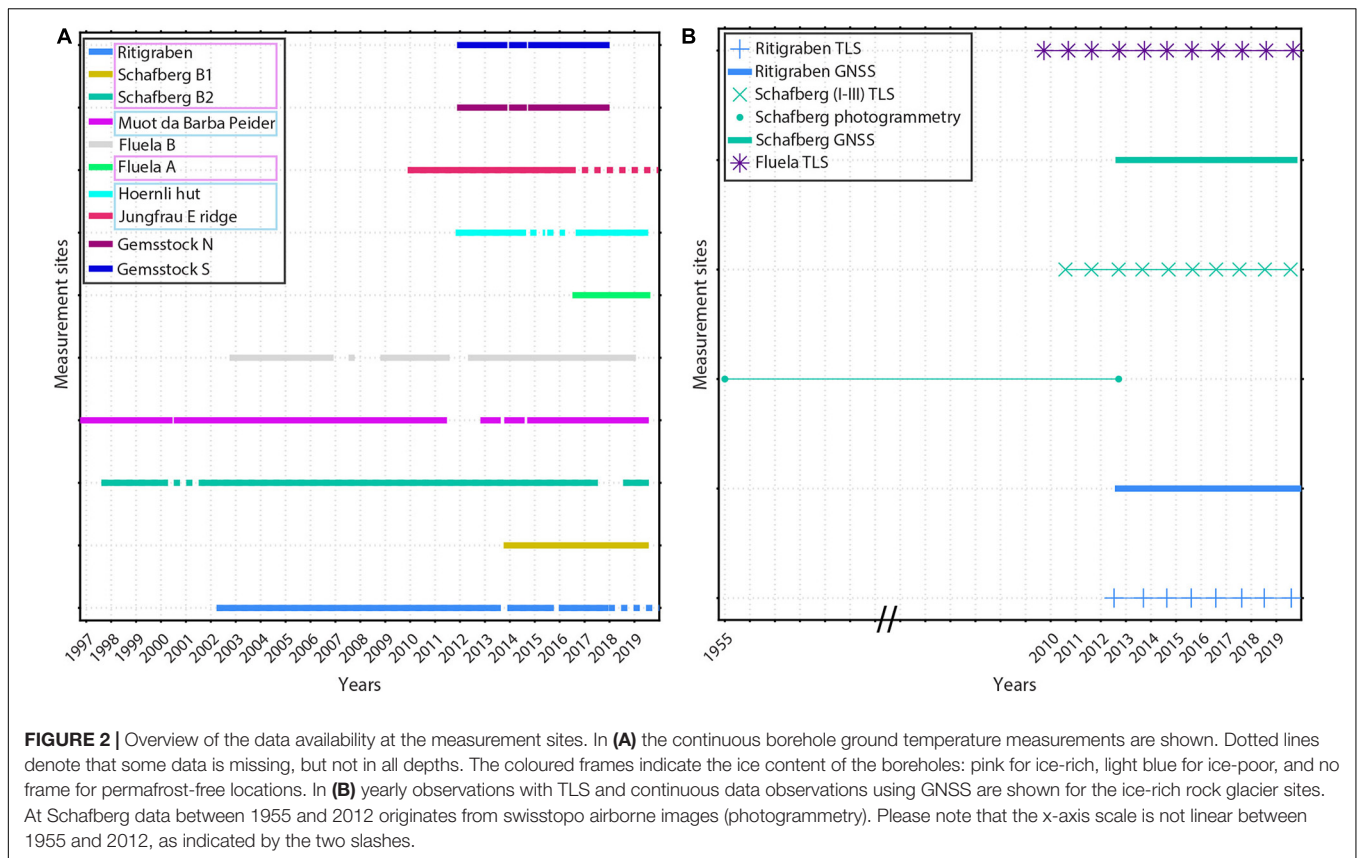 A
Ritigraben
Schafberg B1
Schafberg B2
Muot da Barba Peider
Fluela B
Fluela A
Hoernli hut
Jungfrau E ridge
Gemsstock N
Gemsstock S
Measurement sites
1997 1998 1999 2000 2001 2002 2003 2004 2005 2006 2007 2008 2009 2010 2011 2012 2013 2014 2015 2016 2017 2018 2019
Years
B
Ritigraben TLS
Ritigraben GNSS
Schafberg (I-III) TLS
Schafberg photogrammetry
Schafberg GNSS
Fluela TLS
Measurement sites
1955 // 2010 2011 2012 2013 2014 2015 2016 2017 2018 2019
Years
FIGURE 2 | Overview of the data availability at the measurement sites. In (A) the continuous borehole ground temperature measurements are shown. Dotted lines
denote that some data is missing, but not in all depths. The coloured frames indicate the ice content of the boreholes: pink for ice-rich, light blue for ice-poor, and no
frame for permafrost-free locations. In (B) yearly observations with TLS and continuous data observations using GNSS are shown for the ice-rich rock glacier sites.
At Schafberg data between 1955 and 2012 originates from swisstopo airborne images (photogrammetry). Please note that the x-axis scale is not linear between
1955 and 2012, as indicated by the two slashes.